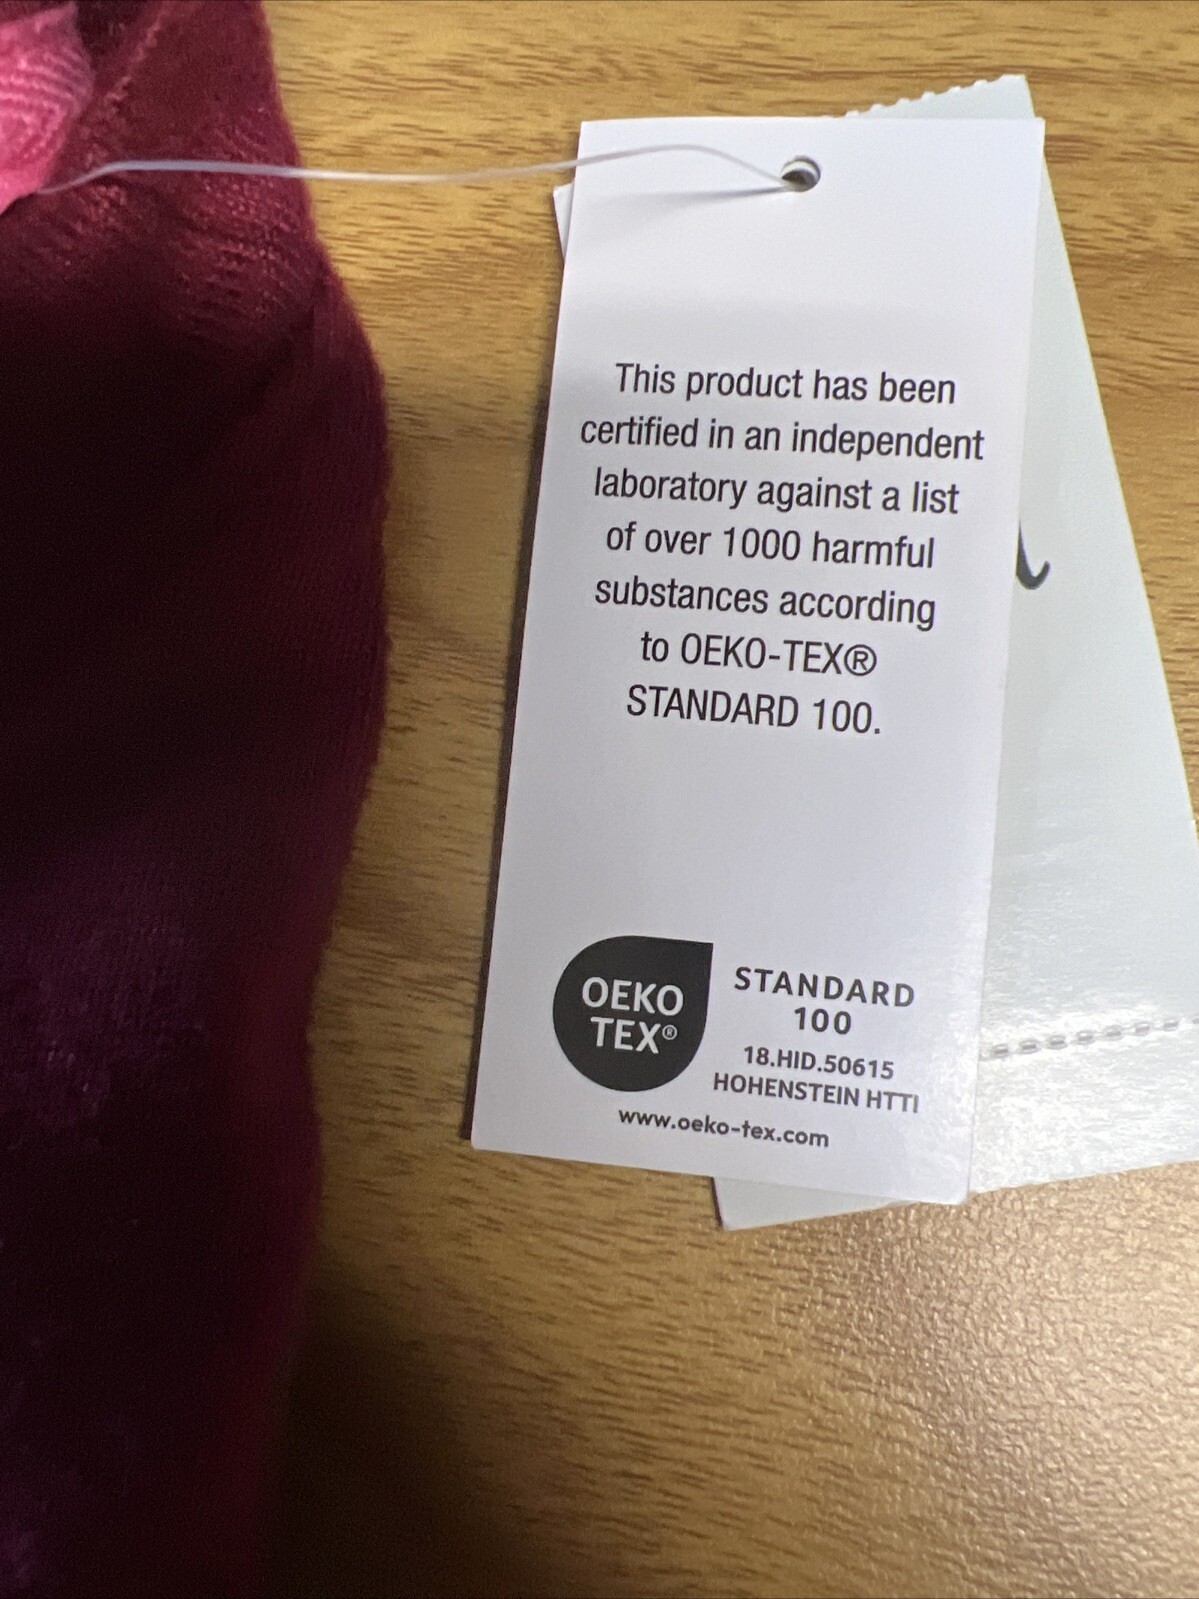 This product has been
certified in an independent
laboratory against a list
of over 1000 harmful
substances according
to OEKO-TEX®
STANDARD 100.
OEKO
TEX®
STANDARD
100
18.HID.50615
HOHENSTEIN HTTI
www.oeko-tex.com